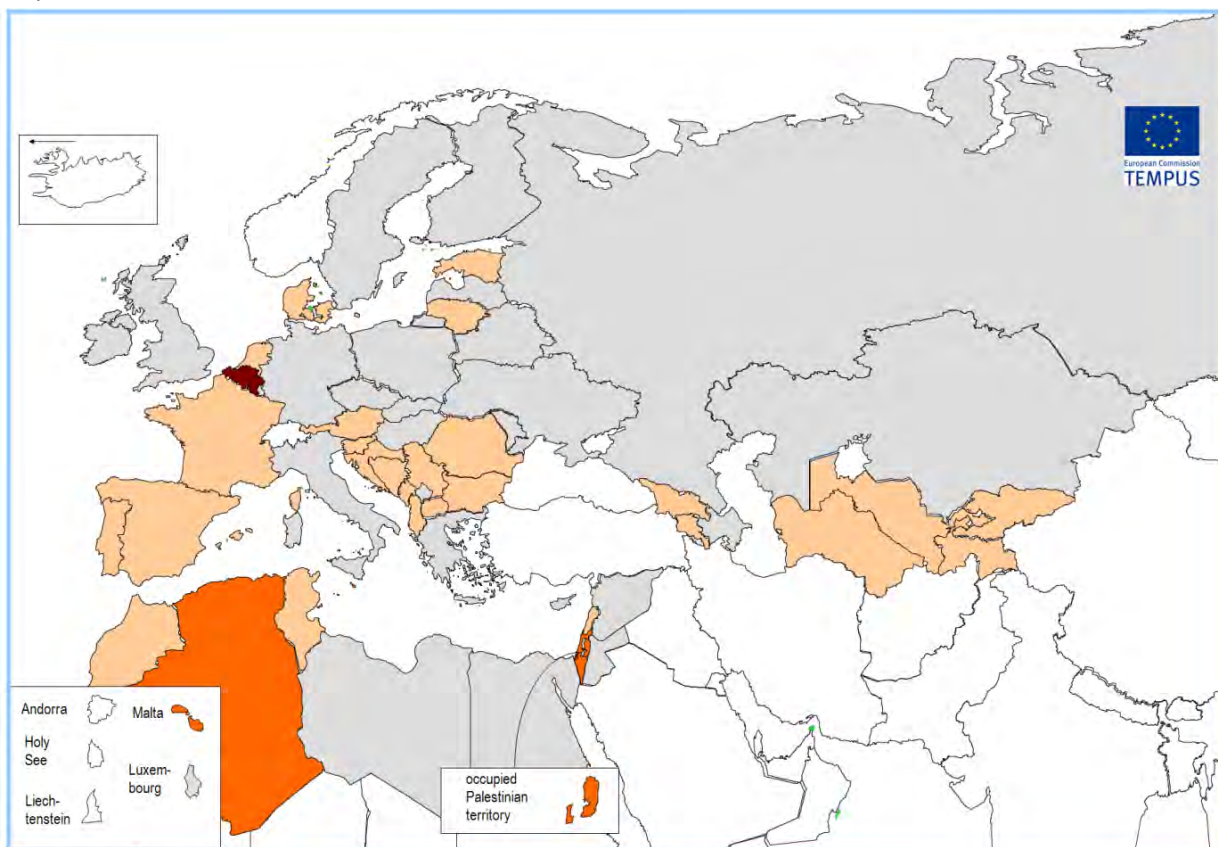 European Commission
TEMPUS
Andorra
Malta
Holy
See
Luxem-
bourg
Liech-
tenstein
occupied
Palestinian
territory